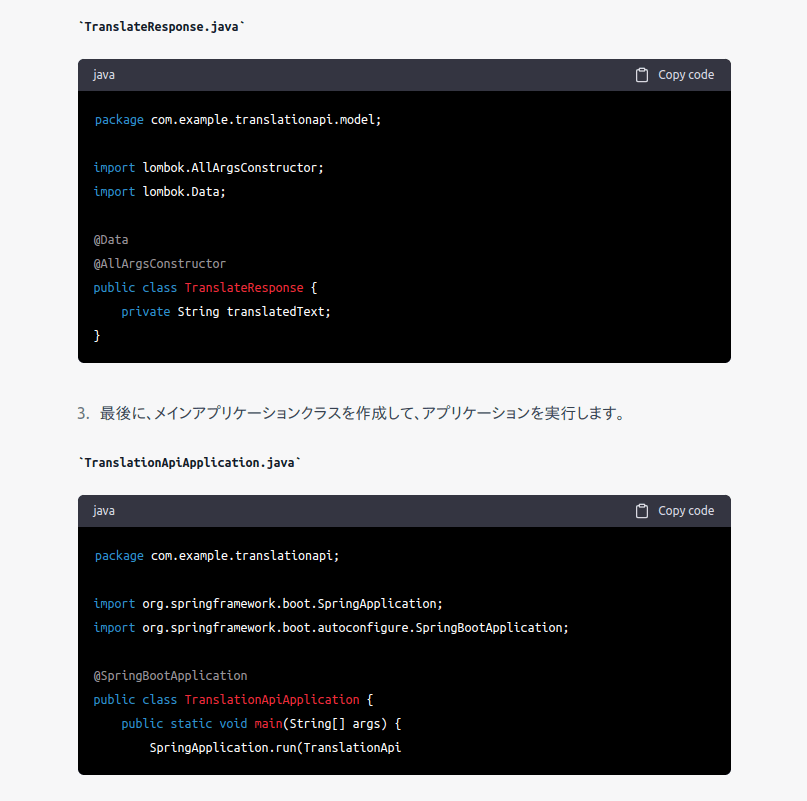 `TranslateResponse.java`
java
Copy code
package com.example.translationapi.model;
import lombok.AllArgsConstructor;
import lombok.Data;
@Data
@AllArgsConstructor
public class TranslateResponse {
    private String translatedText;
}
3. 最後に、メインアプリケーションクラスを作成して、アプリケーションを実行します。
`TranslationApiApplication.java`
java
Copy code
package com.example.translationapi;
import org.springframework.boot.SpringApplication;
import org.springframework.boot.autoconfigure.SpringBootApplication;
@SpringBootApplication
public class TranslationApiApplication {
    public static void main(String[] args) {
        SpringApplication.run(TranslationApi